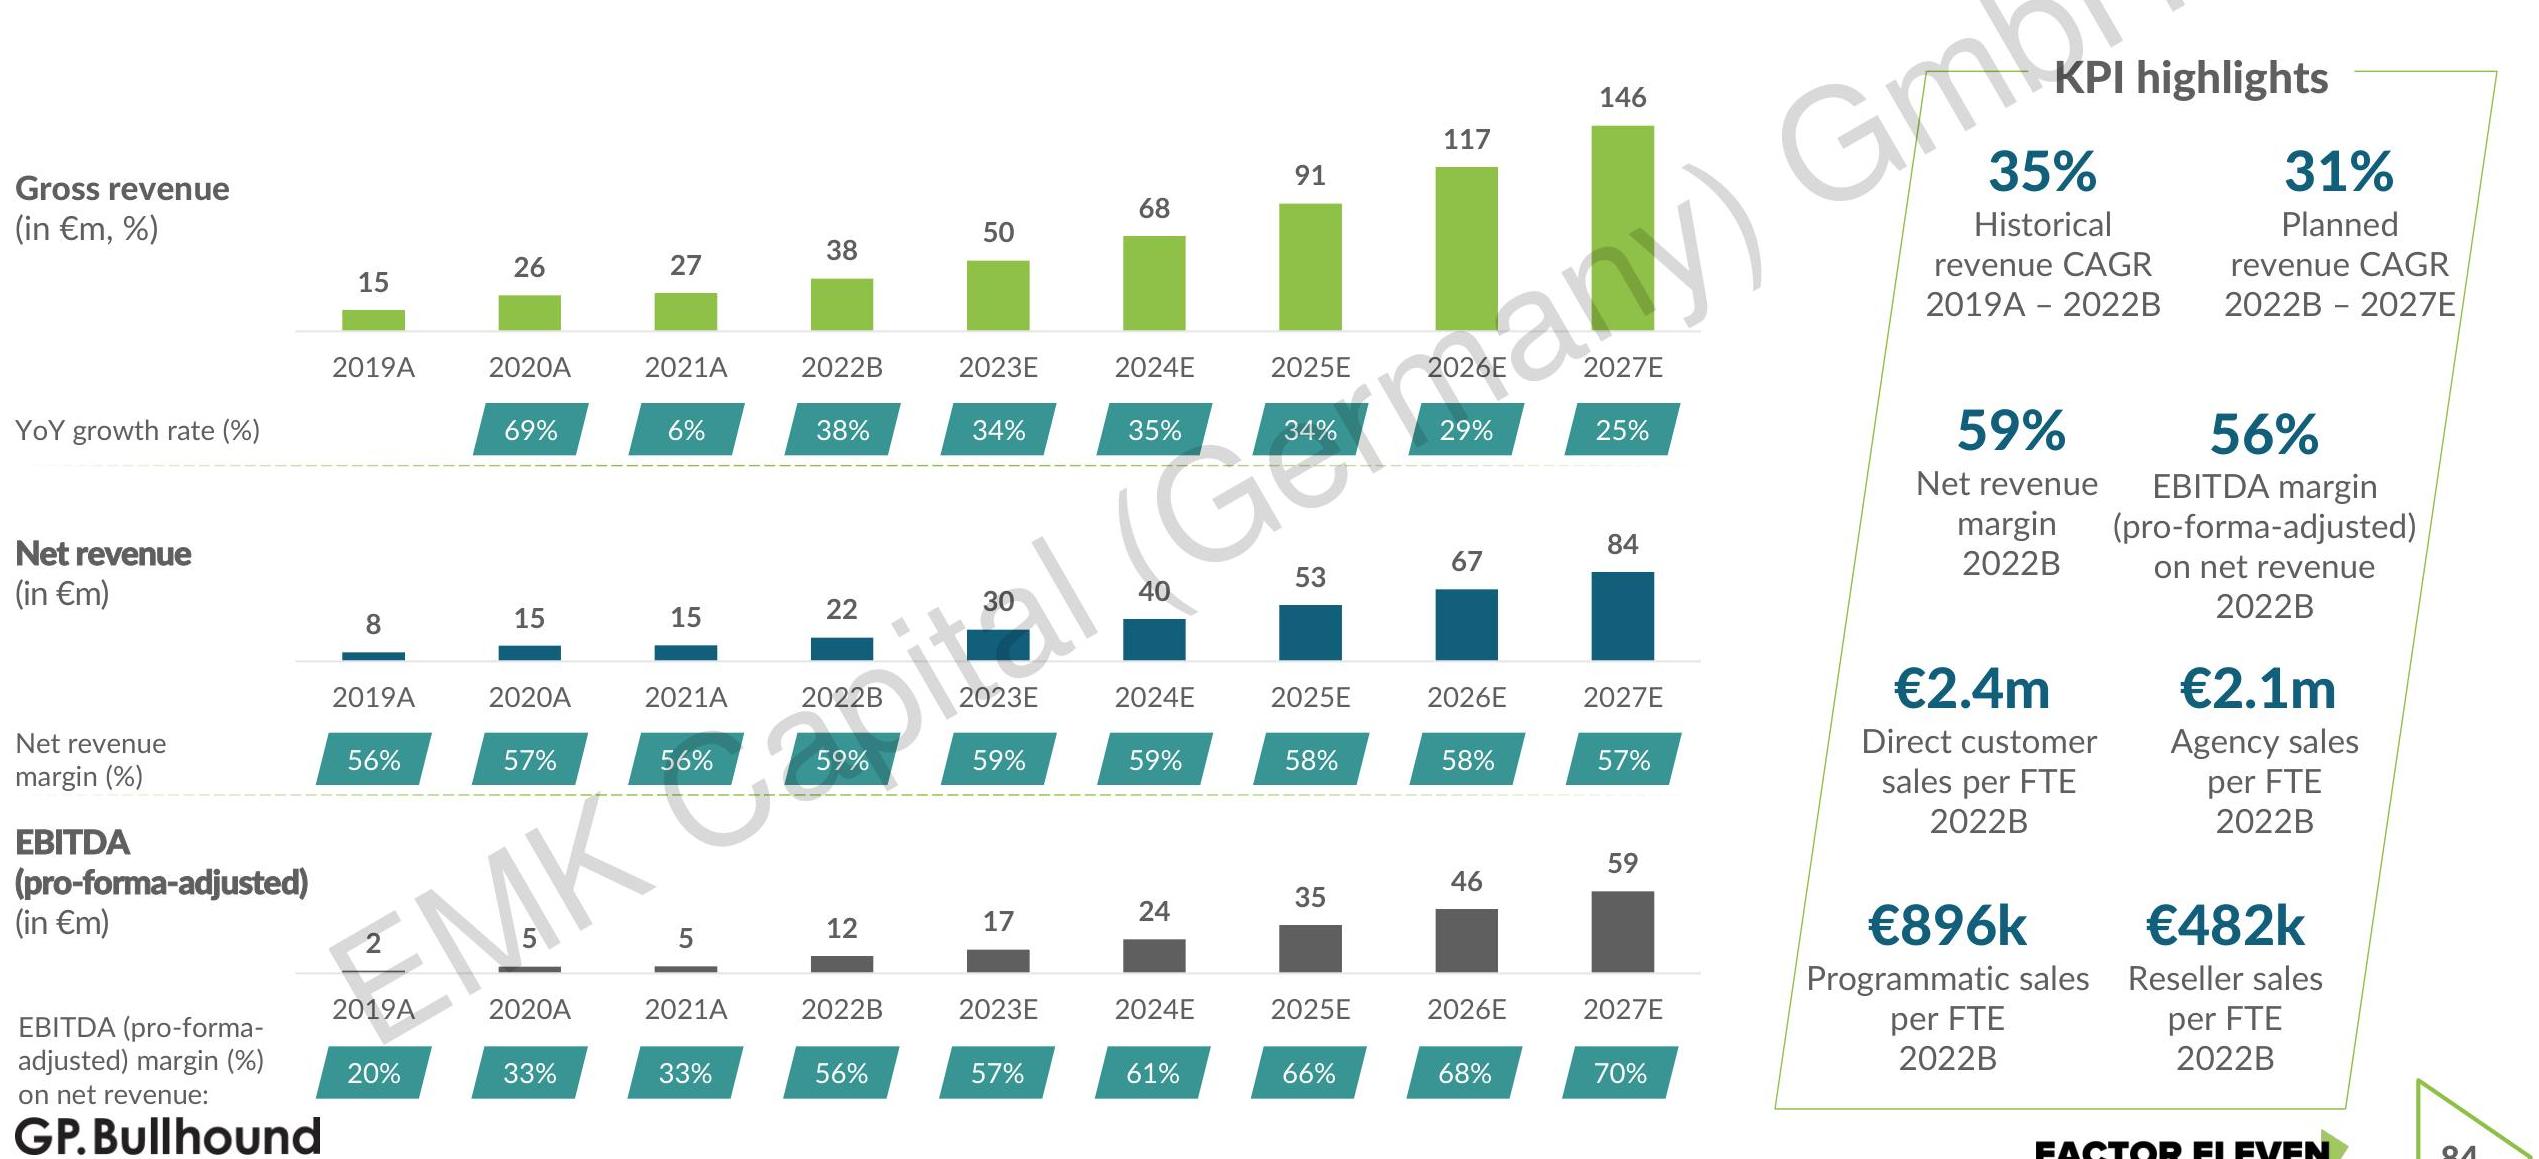 EMK Capital (Germany) GmbH
KPI highlights
Gross revenue
(in €m, %)
15 26 27 38 50 68 91 117 146
2019A 2020A 2021A 2022B 2023E 2024E 2025E 2026E 2027E
YoY growth rate (%) 69% 6% 38% 34% 35% 34% 29% 25%
Net revenue
(in €m)
8 15 15 22 30 40 53 67 84
2019A 2020A 2021A 2022B 2023E 2024E 2025E 2026E 2027E
Net revenue
margin (%)
56% 57% 56% 59% 59% 59% 58% 58% 57%
EBITDA
(pro-forma-adjusted)
(in €m)
2 5 5 12 17 24 35 46 59
2019A 2020A 2021A 2022B 2023E 2024E 2025E 2026E 2027E
EBITDA (pro-forma-
adjusted) margin (%)
on net revenue:
20% 33% 33% 56% 57% 61% 66% 68% 70%
35%
Historical
revenue CAGR
2019A – 2022B
31%
Planned
revenue CAGR
2022B – 2027E
59%
Net revenue
margin
2022B
56%
EBITDA margin
(pro-forma-adjusted)
on net revenue
2022B
€2.4m
Direct customer
sales per FTE
2022B
€2.1m
Agency sales
per FTE
2022B
€896k
Programmatic sales
per FTE
2022B
€482k
Reseller sales
per FTE
2022B
GP.Bullhound
FACTOR ELEVEN
84